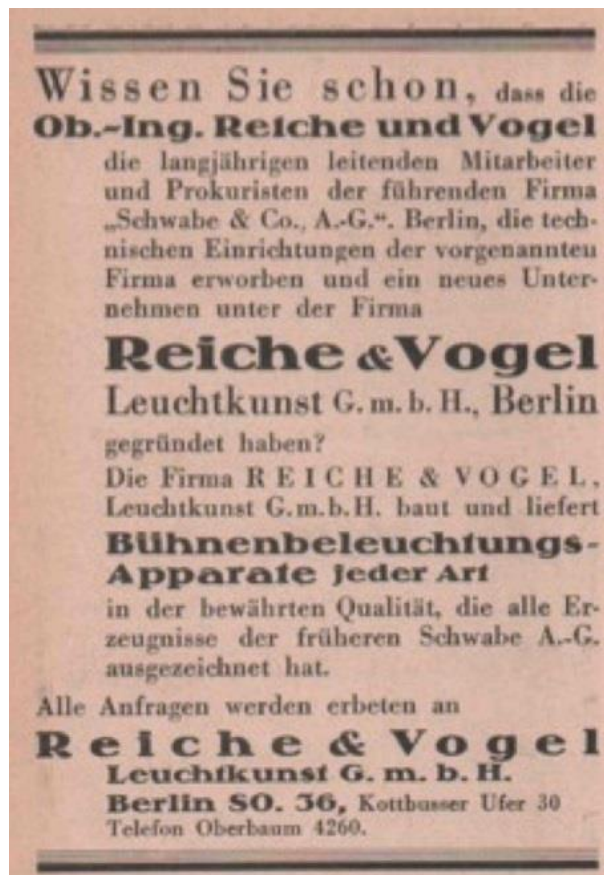 Wissen Sie schon, dass die
Ob.-Ing. Reiche und Vogel
die langjährigen leitenden Mitarbeiter
und Prokuristen der führenden Firma
„Schwabe & Co., A.-G.“. Berlin, die tech-
nischen Einrichtungen der vorgenannten
Firma erworben und ein neues Unter-
nehmen unter der Firma
Reiche & Vogel
Leuchtkunst G. m. b. H., Berlin
gegründet haben?
Die Firma REICHE & VOGEL,
Leuchtkunst G.m.b.H. baut und liefert
Bühnenbeleuchtungs-
Apparate jeder Art
in der bewährten Qualität, die alle Er-
zeugnisse der früheren Schwabe A.-G.
ausgezeichnet hat.
Alle Anfragen werden erbeten an
Reiche & Vogel
Leuchtkunst G. m. b. H.
Berlin SO. 36, Kottbusser Ufer 30
Telefon Oberbaum 4260.